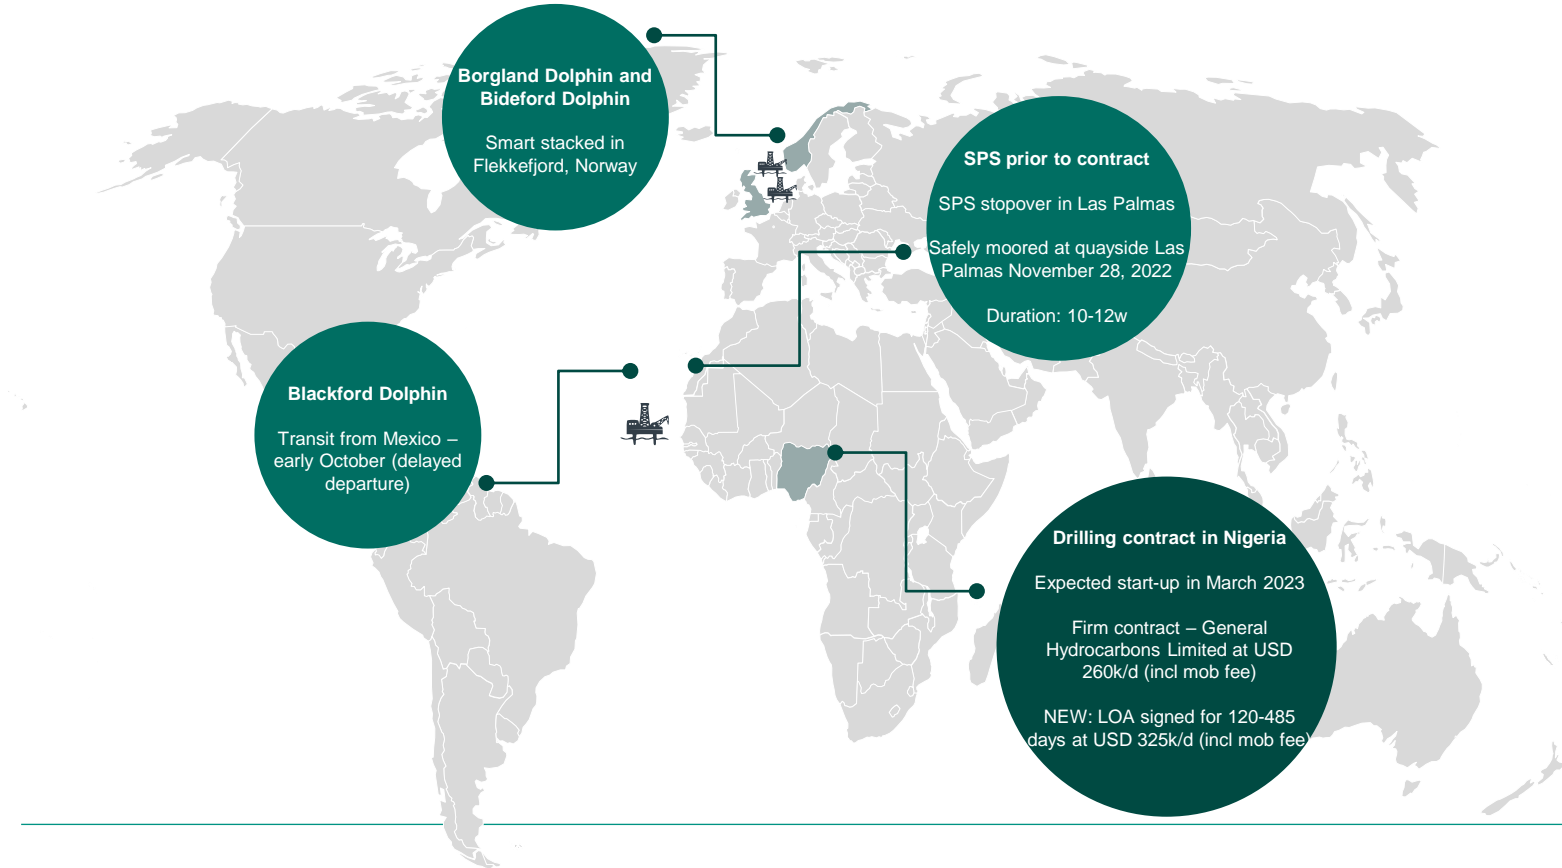 Borgland Dolphin and
Bideford Dolphin
Smart stacked in
Flekkefjord, Norway
SPS prior to contract
SPS stopover in Las Palmas
Safely moored at quayside Las
Palmas November 28, 2022
Duration: 10-12w
Blackford Dolphin
Transit from Mexico –
early October (delayed
departure)
Drilling contract in Nigeria
Expected start-up in March 2023
Firm contract – General
Hydrocarbons Limited at USD
260k/d (incl mob fee)
NEW: LOA signed for 120-485
days at USD 325k/d (incl mob fee)